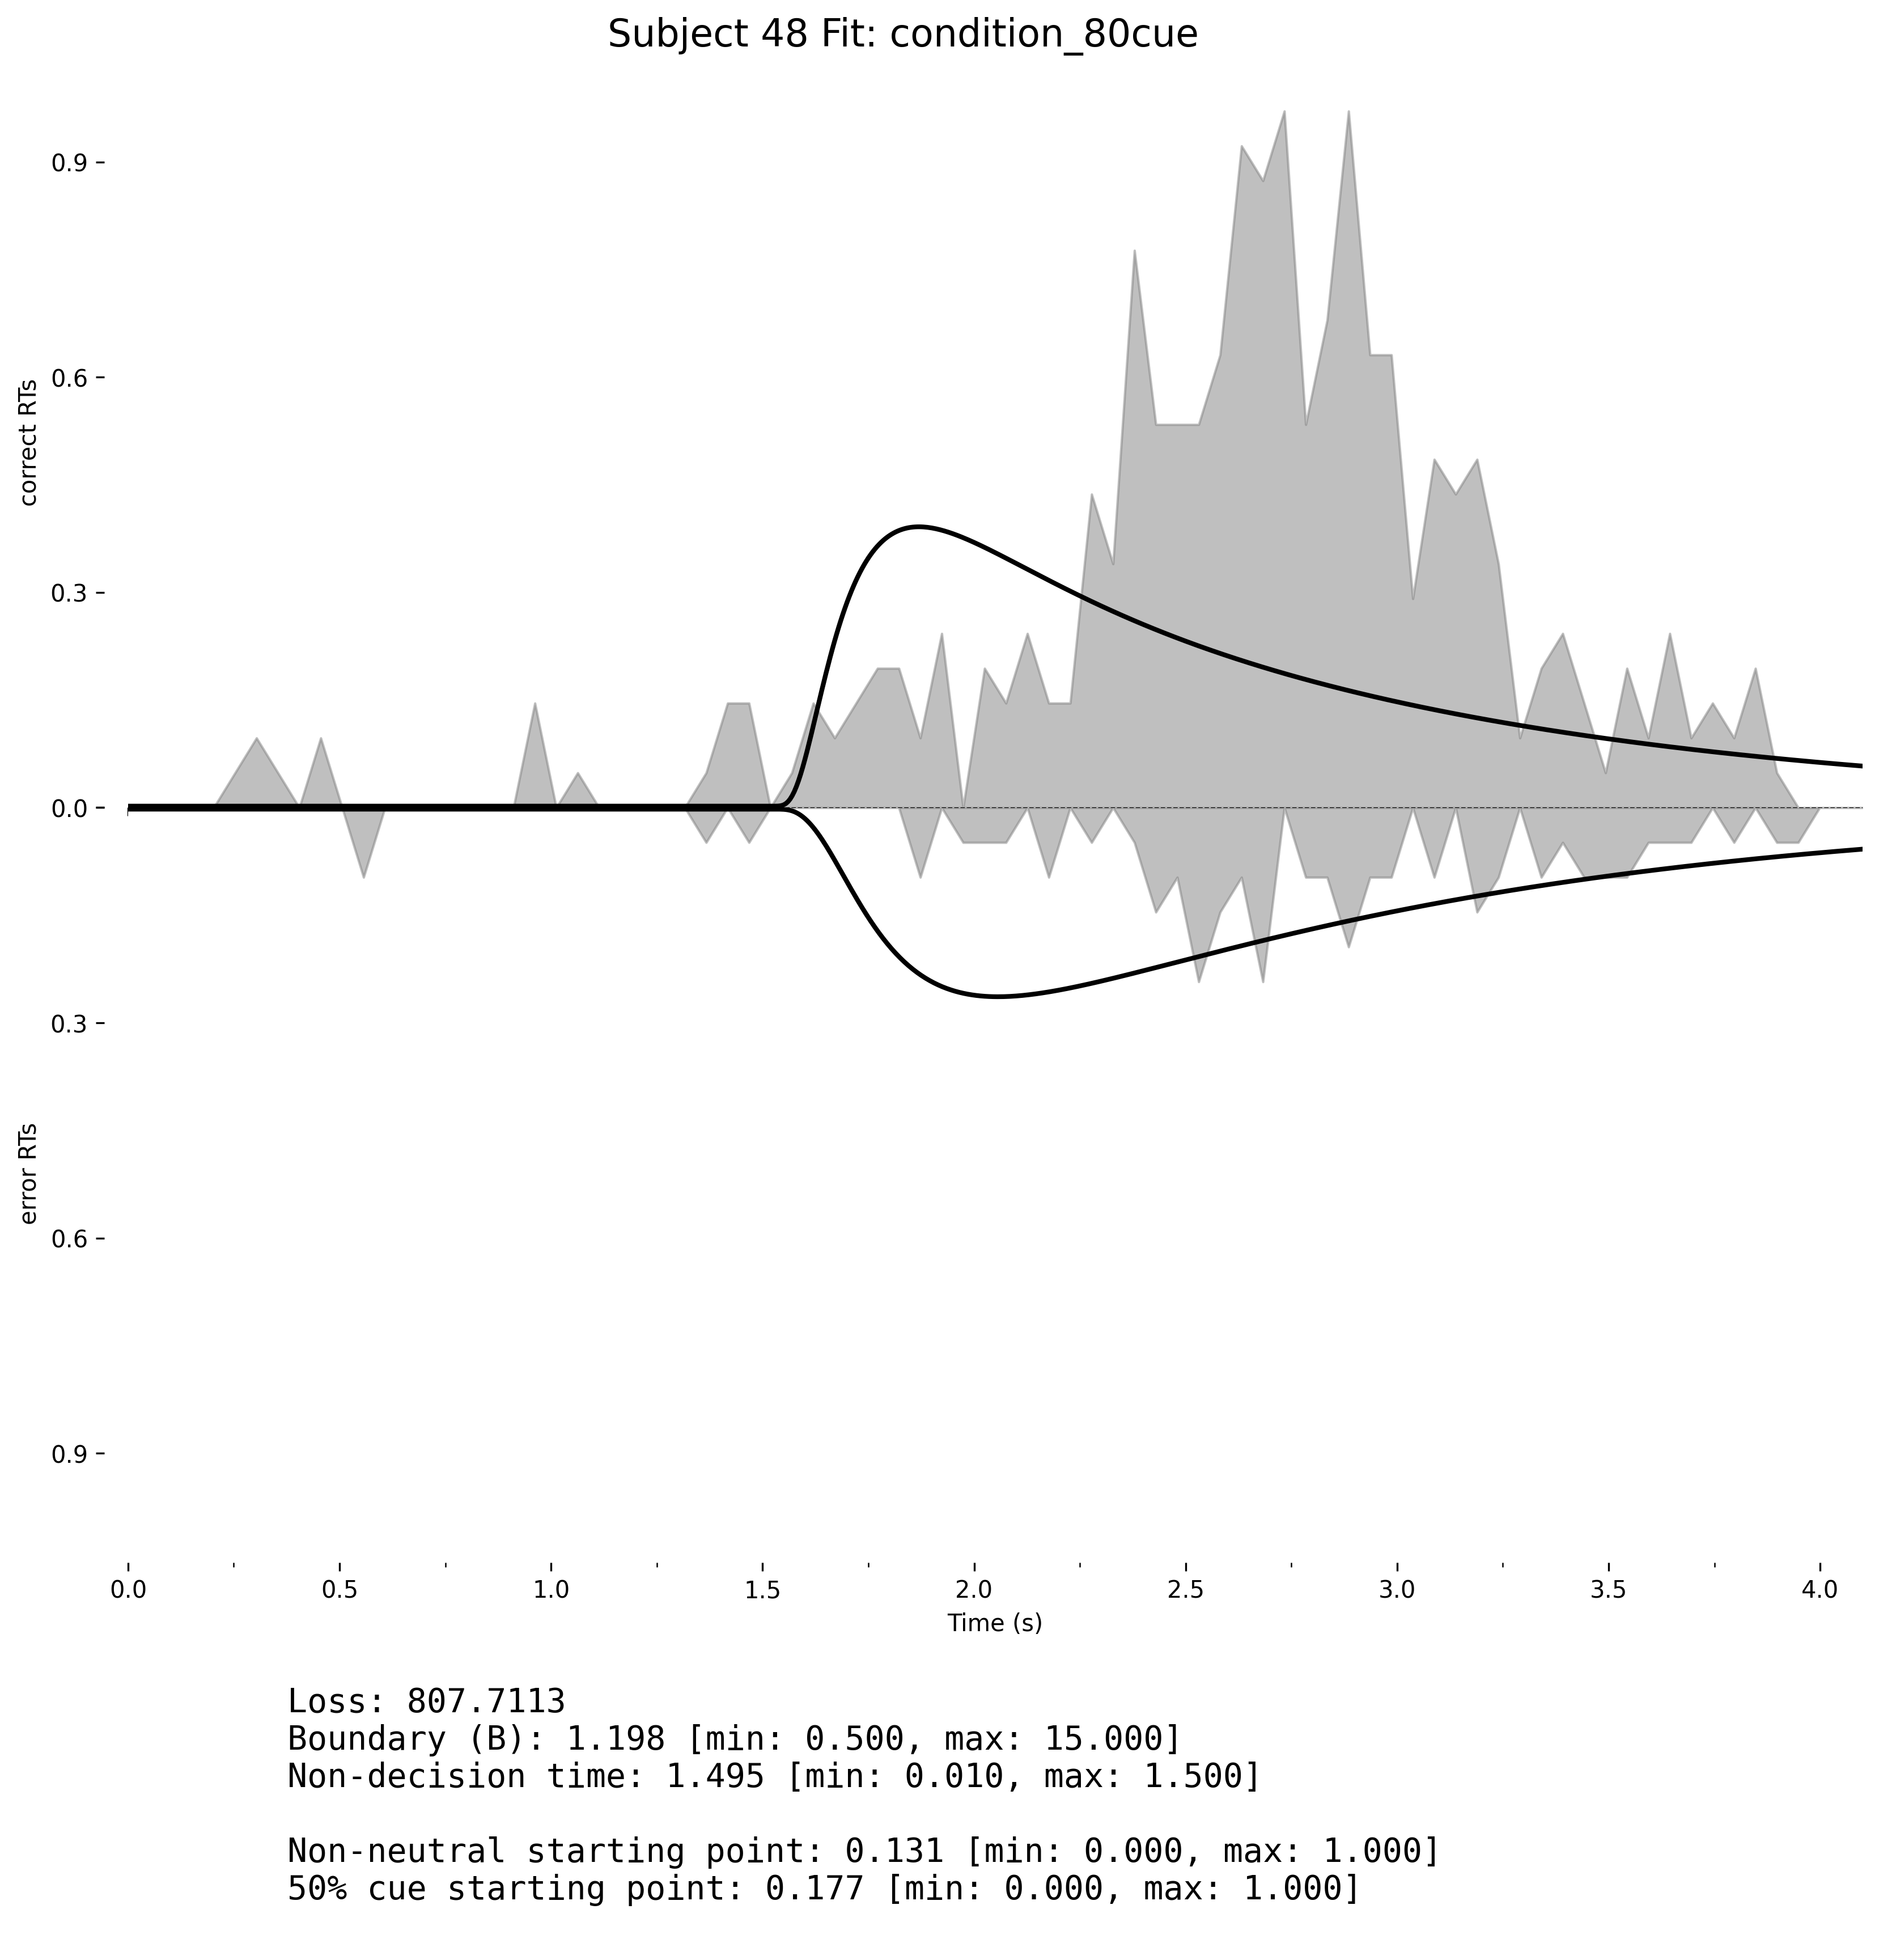 Subject 48 Fit: condition_80cue
0.9
0.6
0.3
0.0
0.3
0.6
0.9
correct RTs
error RTs
0.0 0.5 1.0 1.5 2.0 2.5 3.0 3.5 4.0
Time (s)
Loss: 807.7113
Boundary (B): 1.198 [min: 0.500, max: 15.000]
Non-decision time: 1.495 [min: 0.010, max: 1.500]
Non-neutral starting point: 0.131 [min: 0.000, max: 1.000]
50% cue starting point: 0.177 [min: 0.000, max: 1.000]